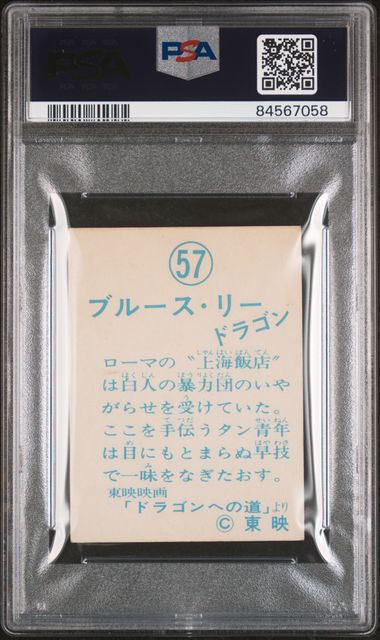 PSA
PSA
84567058
57
ブルース・リー
ドラゴン
ローマの〝上海飯店〟
は白人の暴力団のいや
がらせを受けていた。
ここを手伝うタン青年
は目にもとまらぬ早技
で一味をなぎたおす。
東映映画
「ドラゴンへの道」より
© 東映